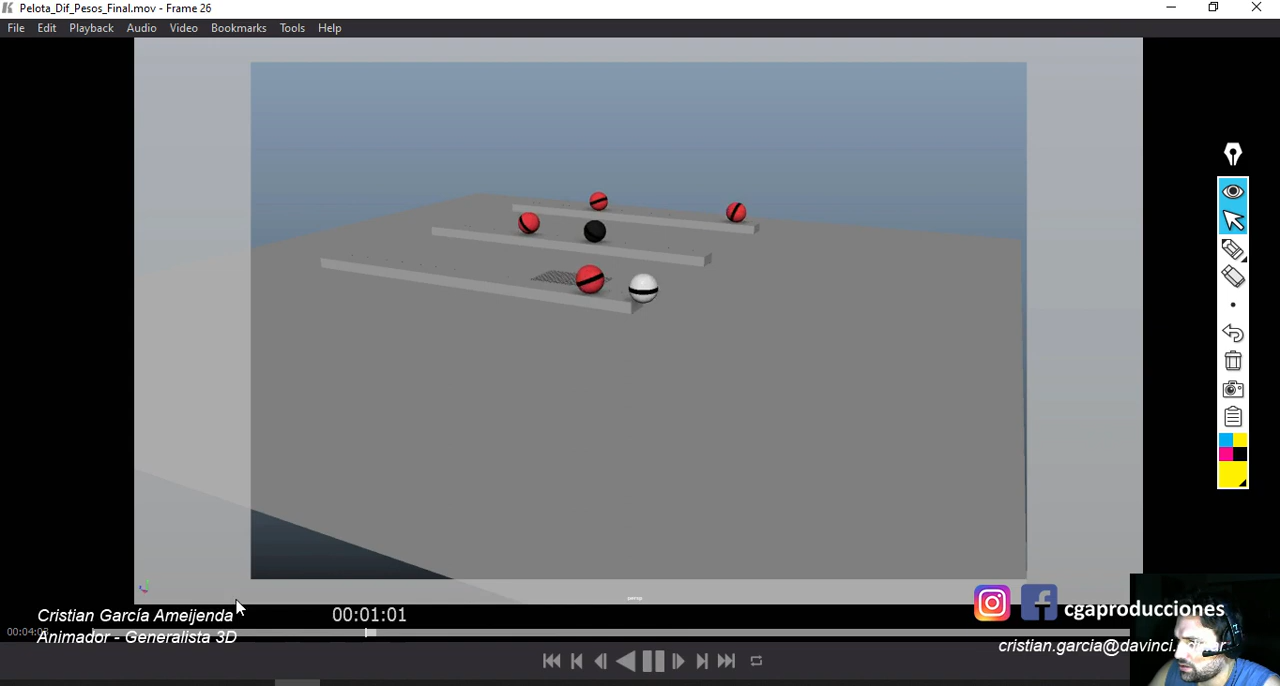 Pelota_Dif_Pesos_Final.mov - Frame 26
File Edit Playback Audio Video Bookmarks Tools Help
persp
Cristian García Ameijenda
Animador - Generalista 3D
00:01:01
cgaproducciones